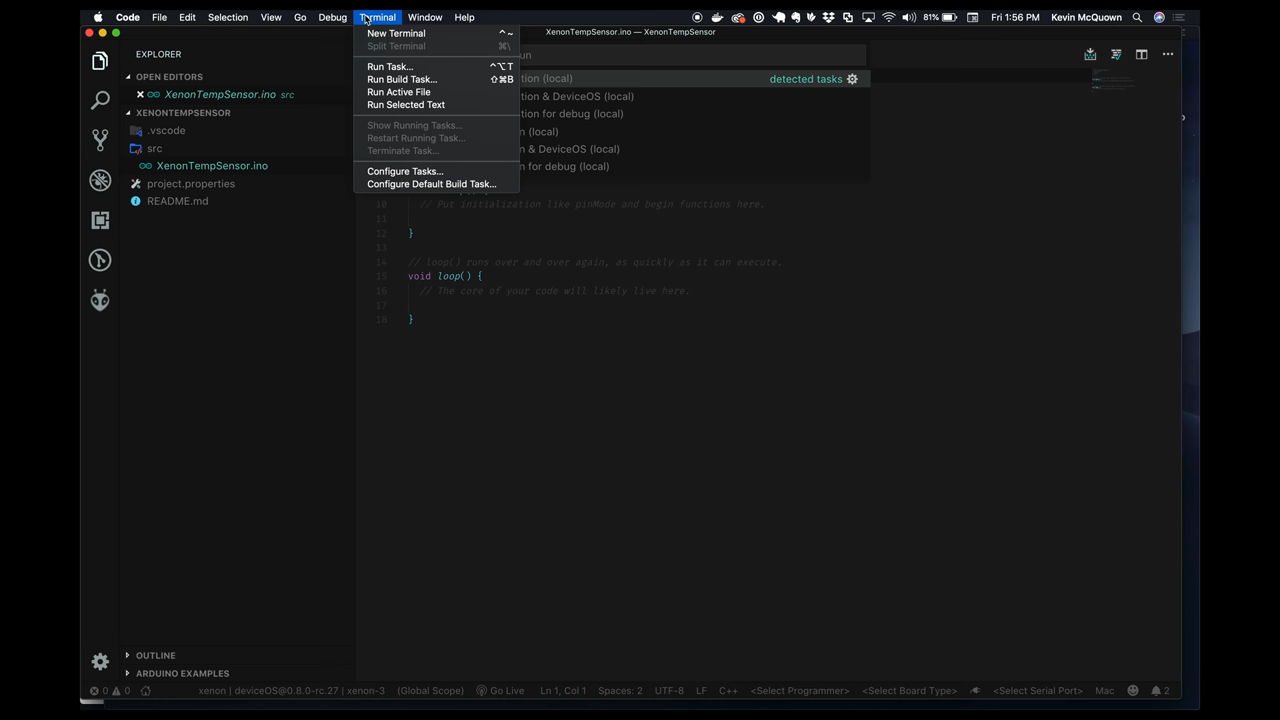 Code File Edit Selection View Go Debug Terminal Window Help 81% Fri 1:56 PM Kevin McQuown
XenonTempSensor.ino — XenonTempSensor
New Terminal ^~
Split Terminal ⌘\
Run Task... ^⌥T
Run Build Task... ⇧⌘B
Run Active File
Run Selected Text
Show Running Tasks...
Restart Running Task...
Terminate Task...
Configure Tasks...
Configure Default Build Task...
un
tion (local) detected tasks
tion & DeviceOS (local)
tion for debug (local)
n (local)
n & DeviceOS (local)
n for debug (local)
EXPLORER
OPEN EDITORS
XenonTempSensor.ino src
XENONTEMPSENSOR
.vscode
src
XenonTempSensor.ino
project.properties
README.md
OUTLINE
ARDUINO EXAMPLES
10 // Put initialization like pinMode and begin functions here.
11
12 }
13
14 // loop() runs over and over again, as quickly as it can execute.
15 void loop() {
16 // The core of your code will likely live here.
17
18 }
0 0 xenon | deviceOS@0.8.0-rc.27 | xenon-3 (Global Scope) Go Live Ln 1, Col 1 Spaces: 2 UTF-8 LF C++ <Select Programmer> <Select Board Type> <Select Serial Port> Mac 2